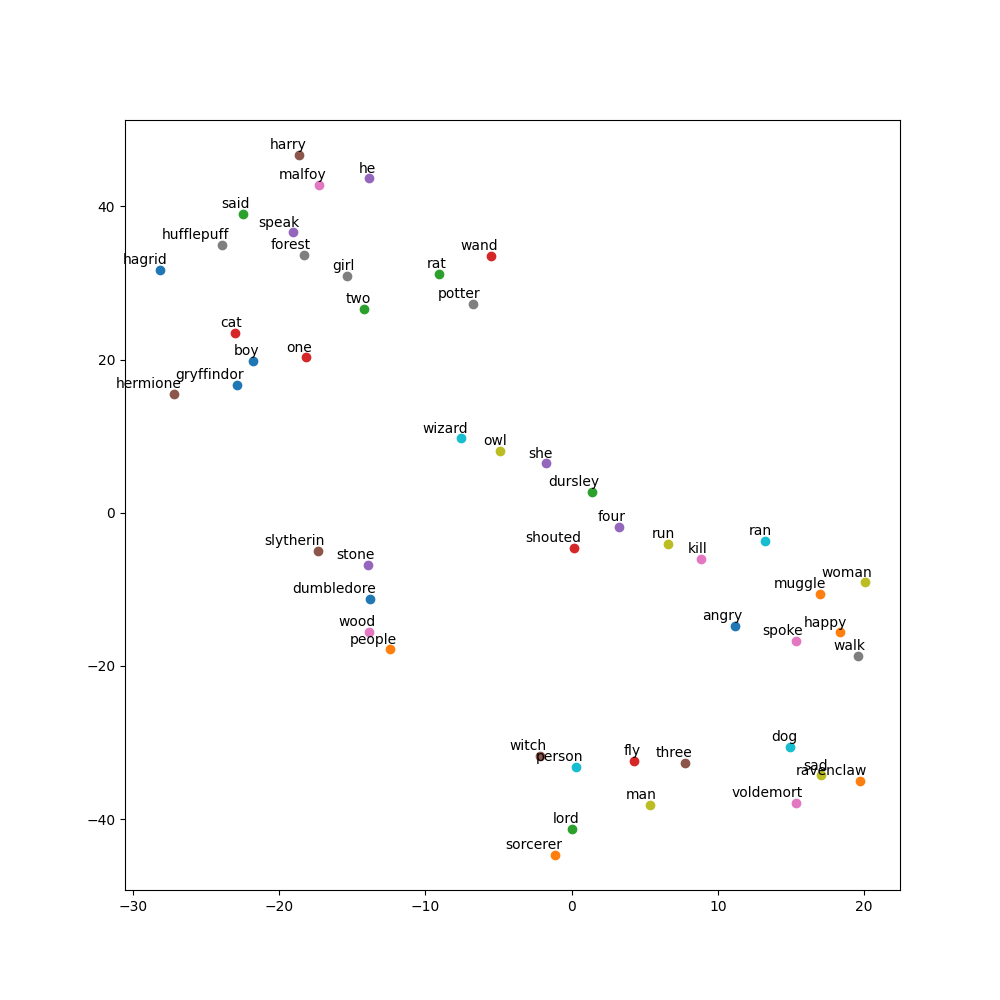 harry
he
malfoy
said
speak
hufflepuff
forest
wand
hagrid
girl
rat
potter
two
cat
boy
one
gryffindor
hermione
wizard
owl
she
dursley
four
shouted
run
ran
kill
slytherin
stone
woman
muggle
dumbledore
angry
happy
spoke
wood
people
walk
dog
witch
person
fly
three
sad
ravenclaw
man
voldemort
lord
sorcerer
40
20
0
−20
−40
−30 −20 −10 0 10 20